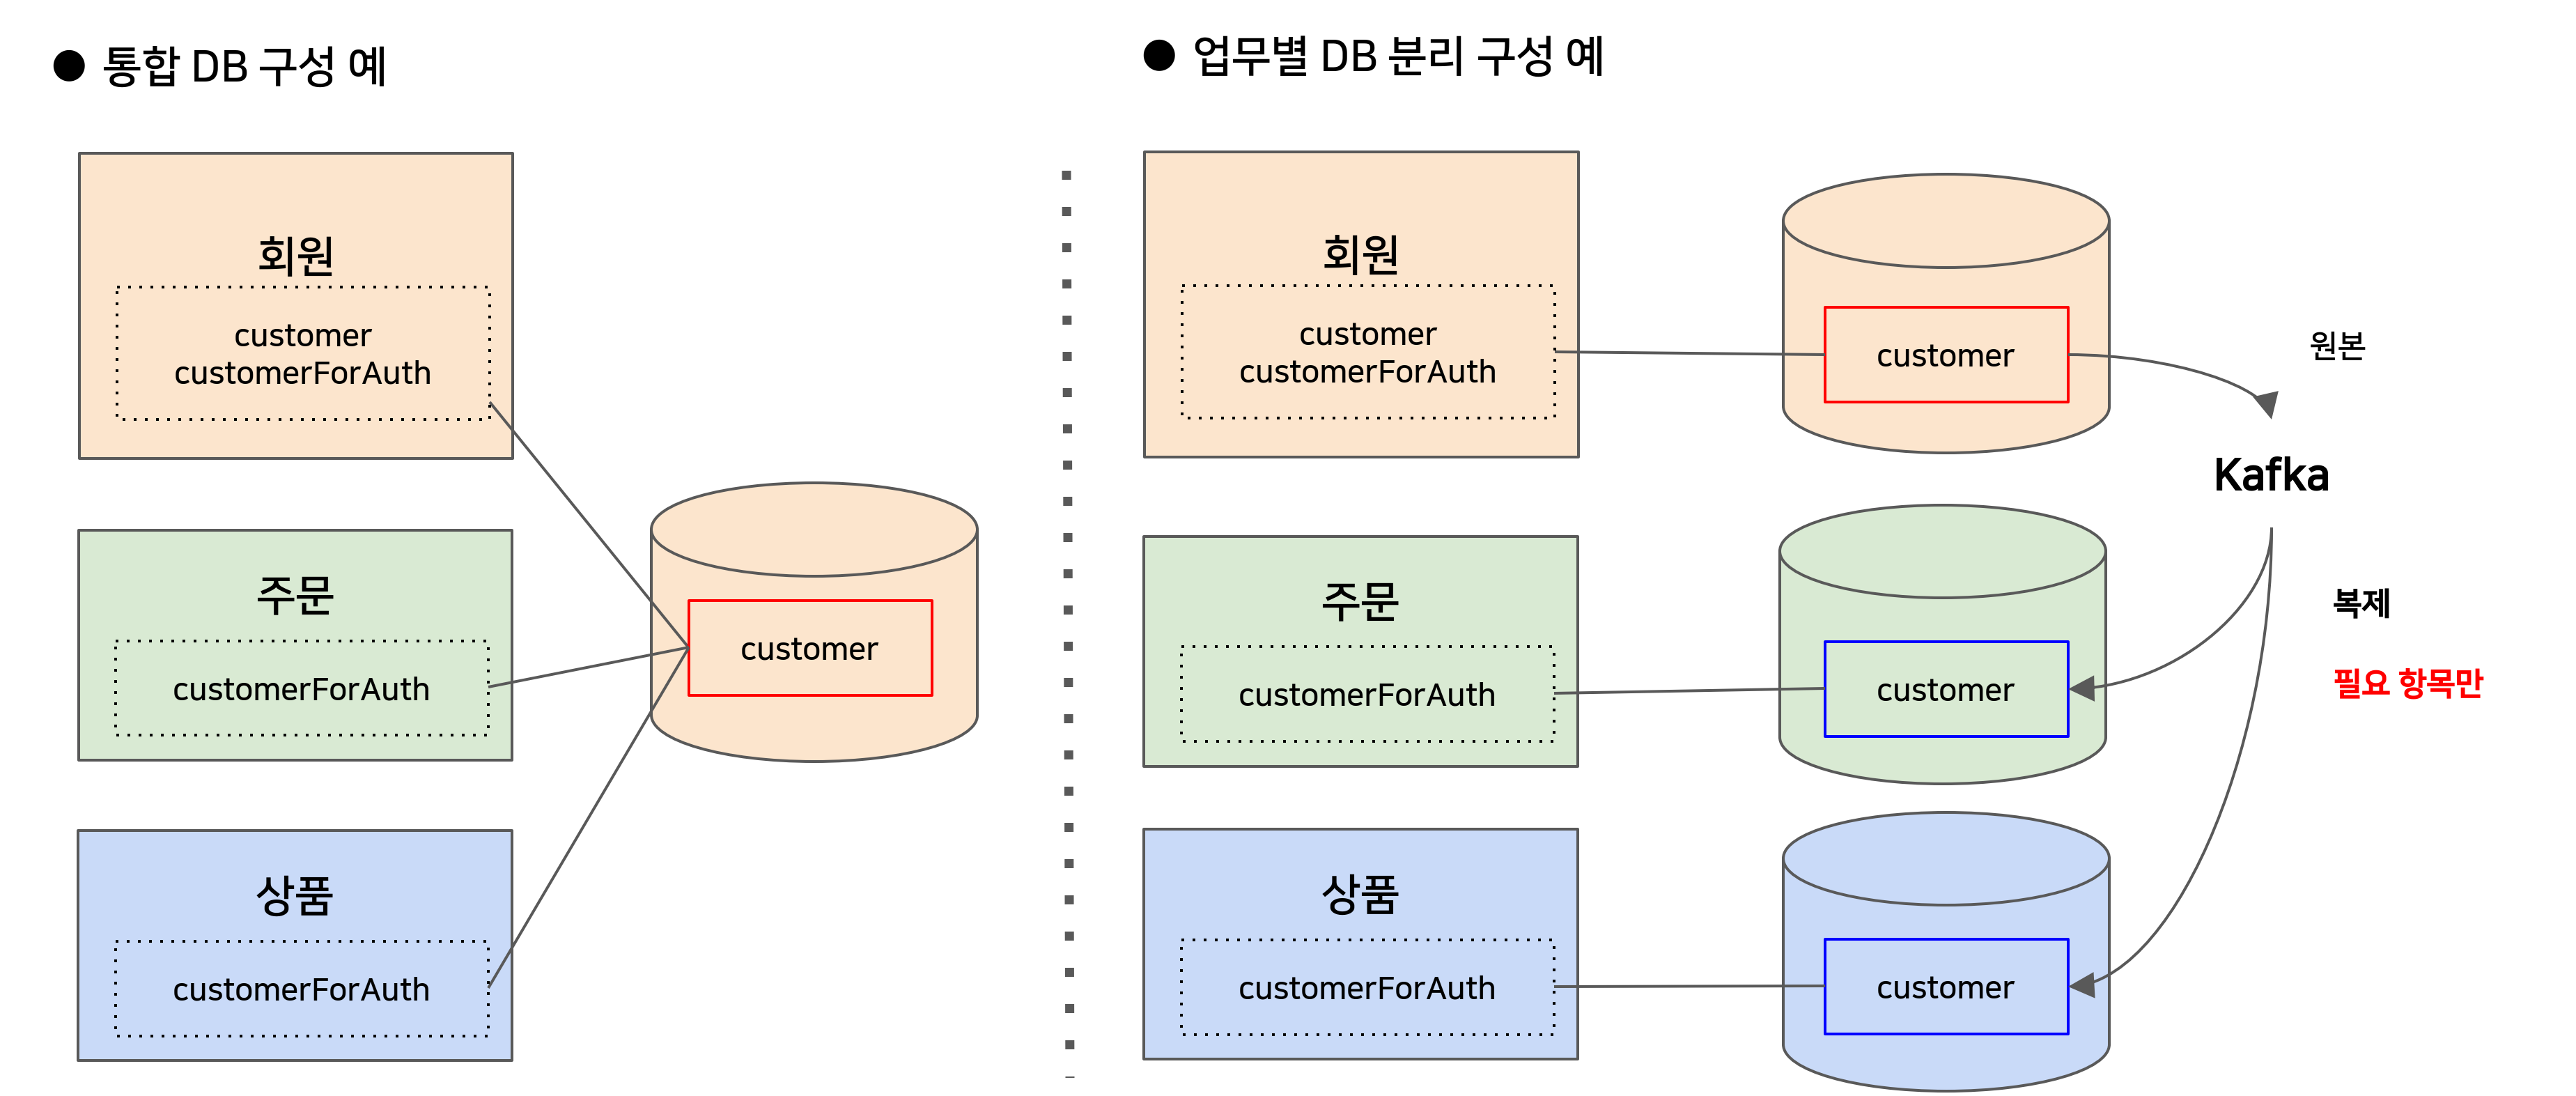 ● 통합 DB 구성 예
회원
customer
customerForAuth
주문
customerForAuth
상품
customerForAuth
customer
● 업무별 DB 분리 구성 예
회원
customer
customerForAuth
customer
원본
Kafka
주문
customerForAuth
customer
복제
필요 항목만
상품
customerForAuth
customer